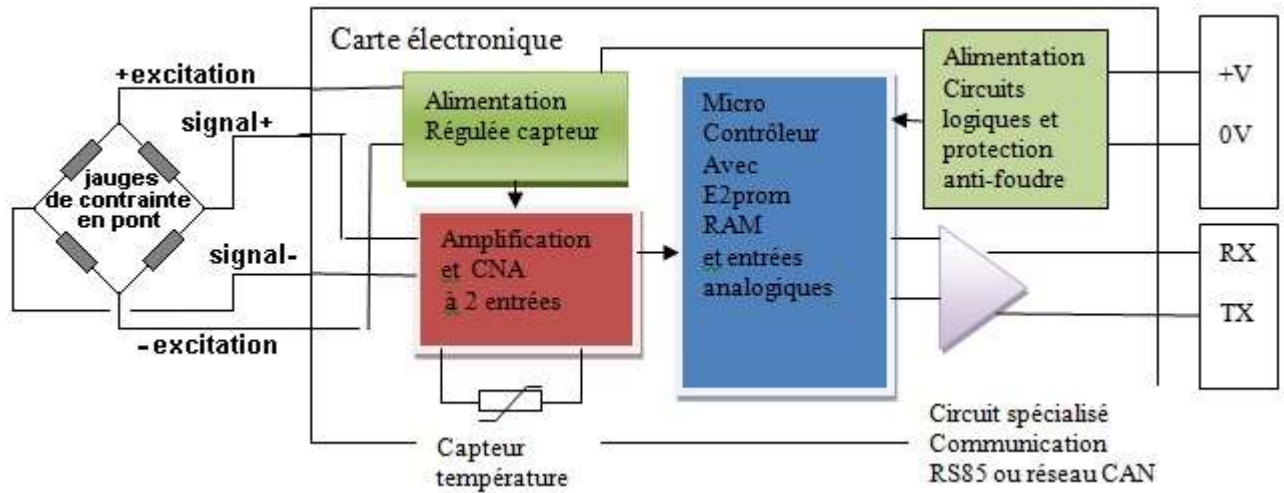 Carte électronique
+excitation
signal+
jauges
de contrainte
en pont
signal-
-excitation
Alimentation
Régulée capteur
Amplification
et CNA
à 2 entrées
Capteur
température
Micro
Contrôleur
Avec
E2prom
RAM
et entrées
analogiques
Alimentation
Circuits
logiques et
protection
anti-foudre
+V
0V
RX
TX
Circuit spécialisé
Communication
RS85 ou réseau CAN